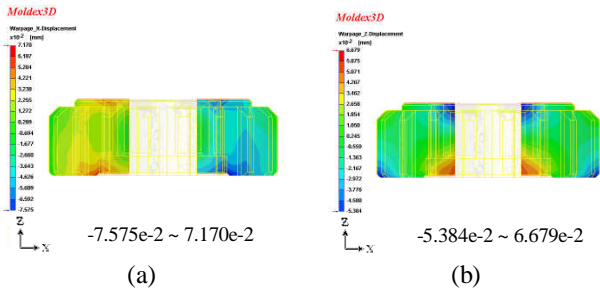 Moldex3D
Warpage_X-Displacement
x10⁻² [mm]
7.170
6.187
5.204
4.221
3.238
2.255
1.272
0.289
-0.694
-1.677
-2.660
-3.643
-4.626
-5.609
-6.592
-7.575
Z
X
-7.575e-2 ~ 7.170e-2
(a)
Moldex3D
Warpage_Z-Displacement
x10⁻² [mm]
6.679
5.875
5.071
4.267
3.462
2.658
1.854
1.050
0.245
-0.559
-1.363
-2.167
-2.972
-3.776
-4.580
-5.384
Z
X
-5.384e-2 ~ 6.679e-2
(b)